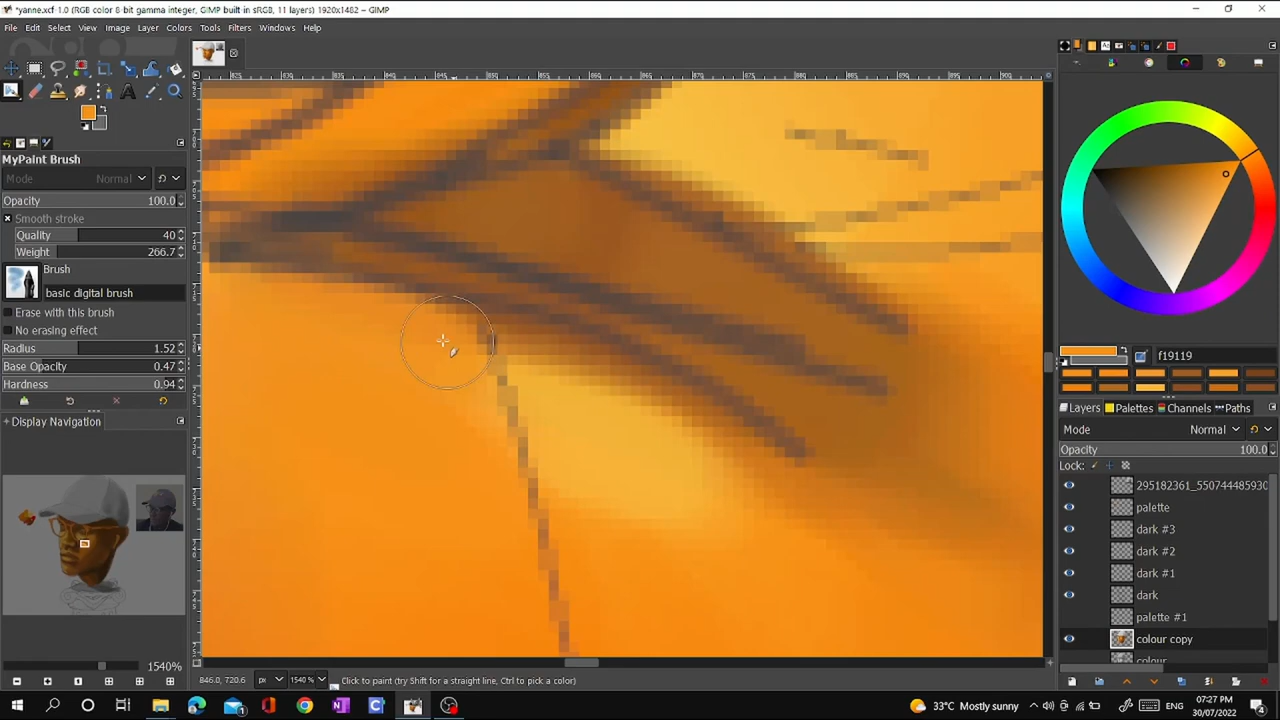 *yanne.xcf-1.0 (RGB color 8-bit gamma integer, GIMP built in sRGB, 11 layers) 1920x1482 – GIMP
File Edit Select View Image Layer Colors Tools Filters Windows Help
MyPaint Brush
Mode Normal
Opacity 100.0
Smooth stroke
Quality 40
Weight 266.7
Brush
basic digital brush
Erase with this brush
No erasing effect
Radius 1.52
Base Opacity 0.47
Hardness 0.94
Display Navigation
1540%
846.0, 720.6 px 1540 % Click to paint (try Shift for a straight line, Ctrl to pick a color)
f19119
Layers Palettes Channels Paths
Mode Normal
Opacity 100.0
Lock:
295182361_55074448593C
palette
dark #3
dark #2
dark #1
dark
palette #1
colour copy
colour
33°C Mostly sunny
ENG
07:27 PM
30/07/2022
4